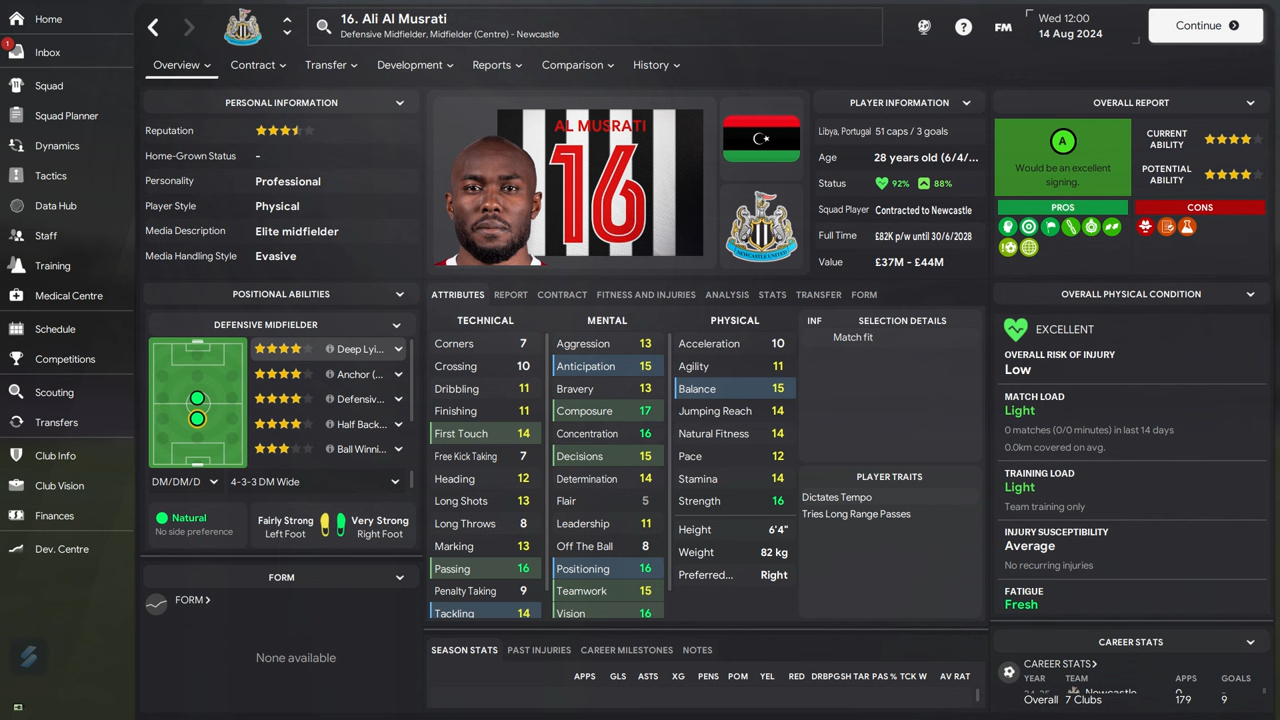 Home
1
Inbox
Squad
Squad Planner
Dynamics
Tactics
Data Hub
Staff
Training
Medical Centre
Schedule
Competitions
Scouting
Transfers
Club Info
Club Vision
Finances
Dev. Centre
16. Ali Al Musrati
Defensive Midfielder, Midfielder (Centre) - Newcastle
?
FM
Wed 12:00
14 Aug 2024
Continue
Overview
Contract
Transfer
Development
Reports
Comparison
History
PERSONAL INFORMATION
Reputation
Home-Grown Status -
Personality Professional
Player Style Physical
Media Description Elite midfielder
Media Handling Style Evasive
POSITIONAL ABILITIES
DEFENSIVE MIDFIELDER
Deep Lyi...
Anchor (...
Defensiv...
Half Back...
Ball Winni...
DM/DM/D 4-3-3 DM Wide
Natural
No side preference
Fairly Strong
Left Foot
Very Strong
Right Foot
FORM
FORM >
None available
AL MUSRATI
16
NEWCASTLE UNITED
PLAYER INFORMATION
Libya, Portugal 51 caps / 3 goals
Age 28 years old (6/4/...
Status 92% 88%
Squad Player Contracted to Newcastle
Full Time £82K p/w until 30/6/2028
Value £37M - £44M
ATTRIBUTES REPORT CONTRACT FITNESS AND INJURIES ANALYSIS STATS TRANSFER FORM
TECHNICAL
Corners 7
Crossing 10
Dribbling 11
Finishing 11
First Touch 14
Free Kick Taking 7
Heading 12
Long Shots 13
Long Throws 8
Marking 13
Passing 16
Penalty Taking 9
Tackling 14
MENTAL
Aggression 13
Anticipation 15
Bravery 13
Composure 17
Concentration 16
Decisions 15
Determination 14
Flair 5
Leadership 11
Off The Ball 8
Positioning 16
Teamwork 15
Vision 16
PHYSICAL
Acceleration 10
Agility 11
Balance 15
Jumping Reach 14
Natural Fitness 14
Pace 12
Stamina 14
Strength 16
Height 6'4"
Weight 82 kg
Preferred... Right
INF SELECTION DETAILS
Match fit
PLAYER TRAITS
Dictates Tempo
Tries Long Range Passes
SEASON STATS PAST INJURIES CAREER MILESTONES NOTES
APPS GLS ASTS XG PENS POM YEL RED DRBPGSH TAR PAS % TCK W AV RAT
OVERALL REPORT
A
Would be an excellent
signing.
CURRENT
ABILITY
POTENTIAL
ABILITY
PROS
CONS
OVERALL PHYSICAL CONDITION
EXCELLENT
OVERALL RISK OF INJURY
Low
MATCH LOAD
Light
0 matches (0/0 minutes) in last 14 days
0.0km covered on avg.
TRAINING LOAD
Light
Team training only
INJURY SUSCEPTIBILITY
Average
No recurring injuries
FATIGUE
Fresh
CAREER STATS
CAREER STATS>
YEAR TEAM APPS GOALS
Newcastle
Overall 7 Clubs 179 9